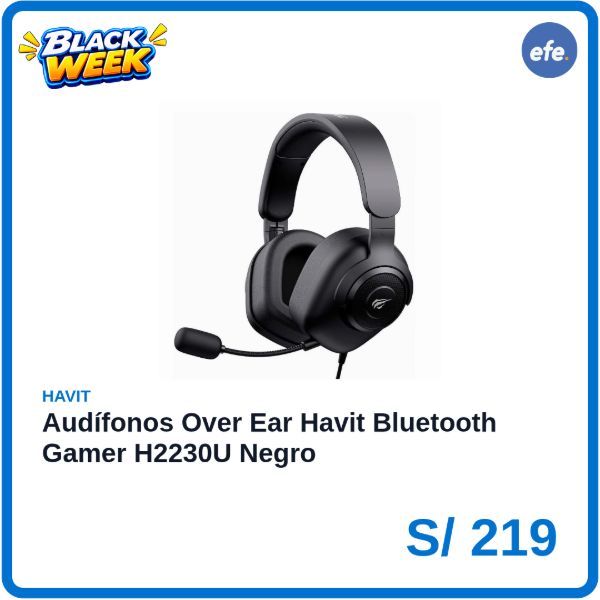 BLACK
WEEK
efe.
HAVIT
Audífonos Over Ear Havit Bluetooth
Gamer H2230U Negro
S/ 219